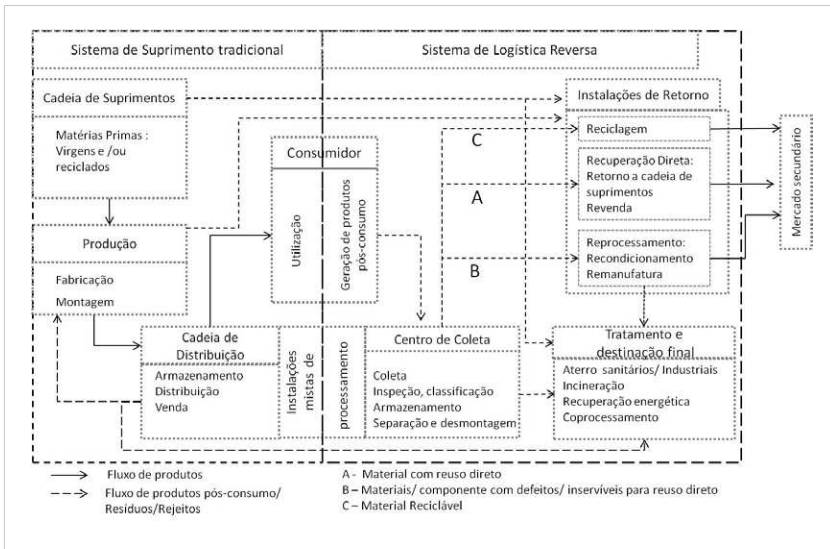 Sistema de Suprimento tradicional
Sistema de Logística Reversa
Cadeia de Suprimentos
Matérias Primas :
Virgens e /ou
reciclados
Produção
Fabricação
Montagem
Consumidor
Utilização
Geração de produtos
pós-consumo
Cadeia de
Distribuição
Armazenamento
Distribuição
Venda
Instalações
mistas de
processamento
Centro de Coleta
Coleta
Inspeção, classificação
Armazenamento
Separação e desmontagem
C
A
B
Instalações de Retorno
Reciclagem
Recuperação Direta:
Retorno a cadeia de
suprimentos
Revenda
Reprocessamento:
Recondicionamento
Remanufatura
Tratamento e
destinação final
Aterro sanitários/ Industriais
Incineração
Recuperação energética
Coprocessamento
Mercado secundário
Fluxo de produtos
Fluxo de produtos pós-consumo/
Resíduos/Rejeitos
A - Material com reuso direto
B – Materiais/ componente com defeitos/ inservíveis para reuso direto
C – Material Reciclável